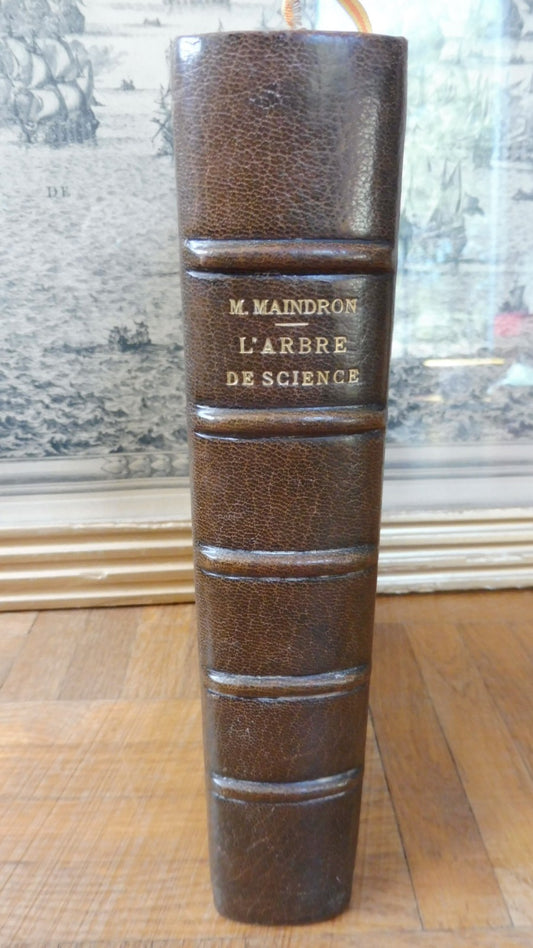 DE
M. MAINDRON
L'ARBRE
DE SCIENCE